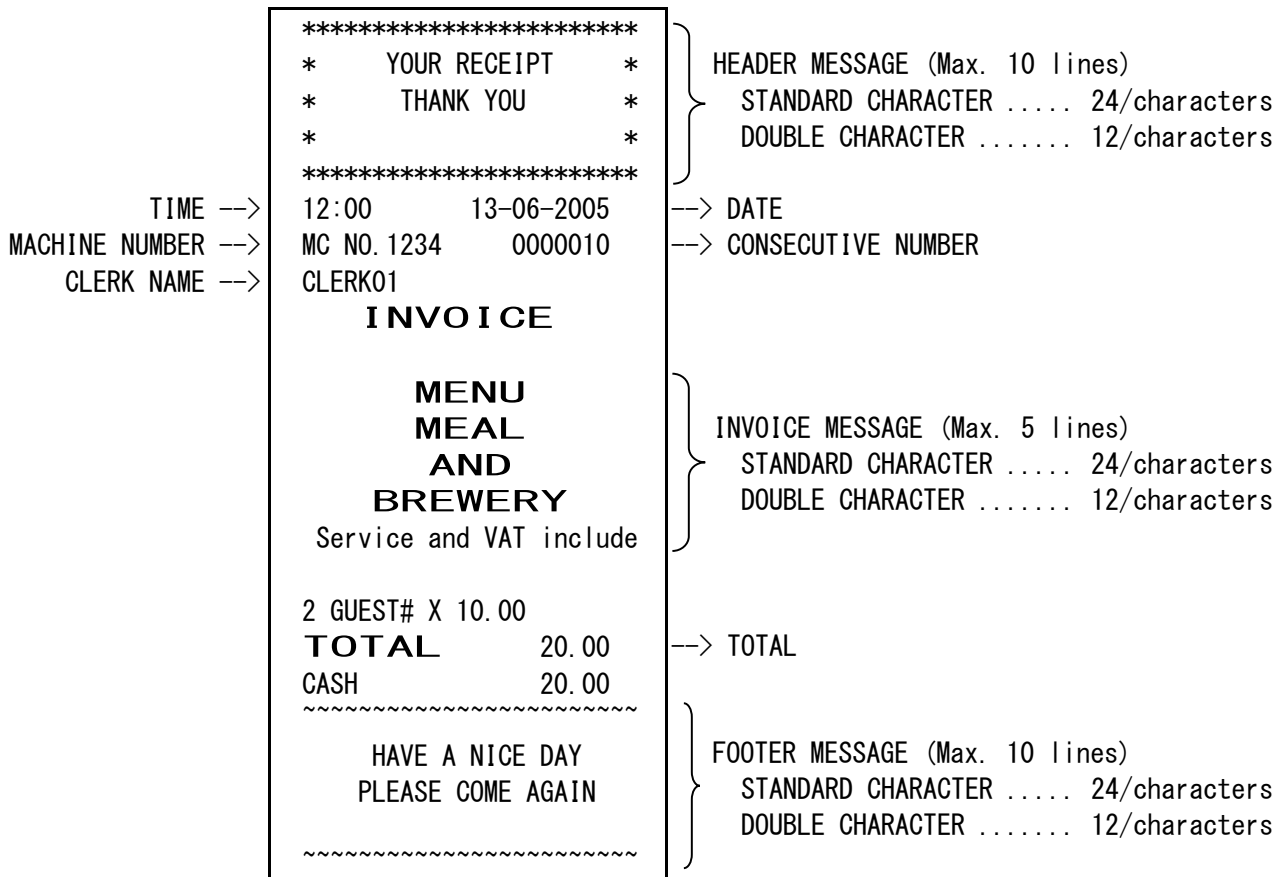 ************************
* YOUR RECEIPT * HEADER MESSAGE (Max. 10 lines)
* THANK YOU * STANDARD CHARACTER ..... 24/characters
* * DOUBLE CHARACTER ....... 12/characters
************************
TIME --> 12:00 13-06-2005 --> DATE
MACHINE NUMBER --> MC NO.1234 0000010 --> CONSECUTIVE NUMBER
CLERK NAME --> CLERK01
INVOICE
MENU
MEAL INVOICE MESSAGE (Max. 5 lines)
AND STANDARD CHARACTER ..... 24/characters
BREWERY DOUBLE CHARACTER ....... 12/characters
Service and VAT include
2 GUEST# X 10.00
TOTAL 20.00 --> TOTAL
CASH 20.00
~~~~~~~~~~~~~~~~~~~~~~~~
HAVE A NICE DAY FOOTER MESSAGE (Max. 10 lines)
PLEASE COME AGAIN STANDARD CHARACTER ..... 24/characters
DOUBLE CHARACTER ....... 12/characters
~~~~~~~~~~~~~~~~~~~~~~~~